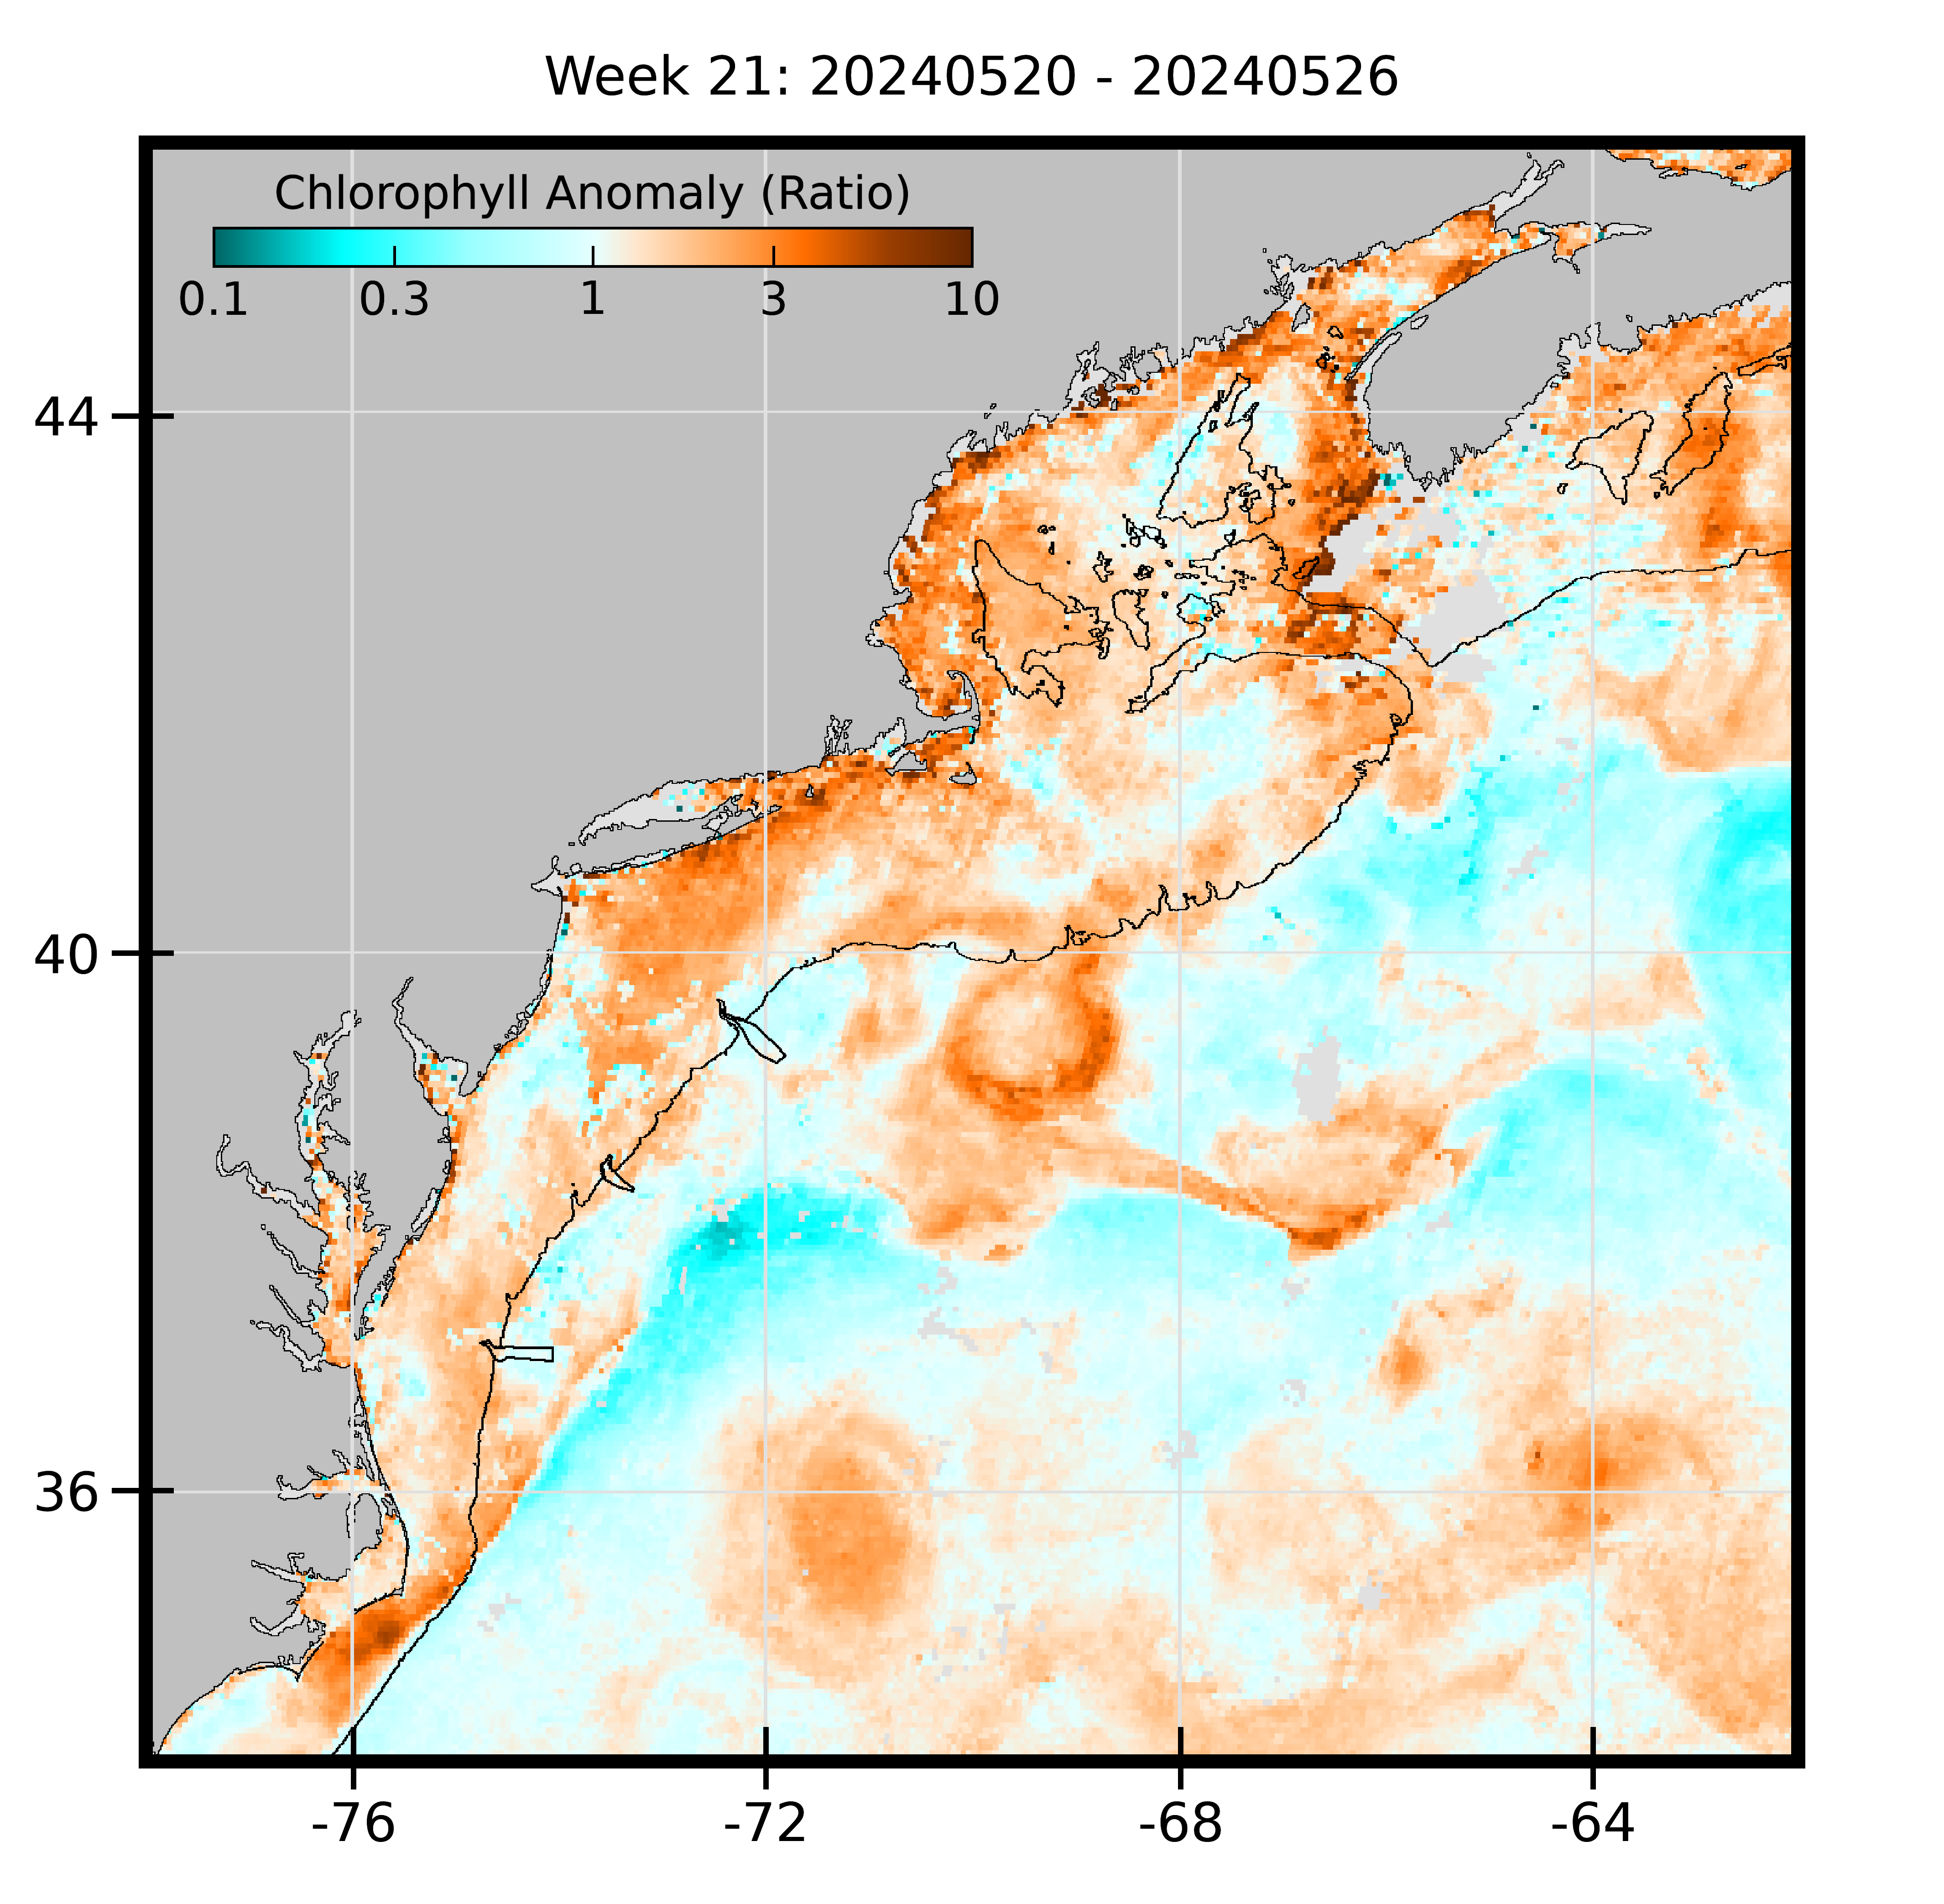 Week 21: 20240520 - 20240526
Chlorophyll Anomaly (Ratio)
0.1 0.3 1 3 10
44
40
36
-76 -72 -68 -64